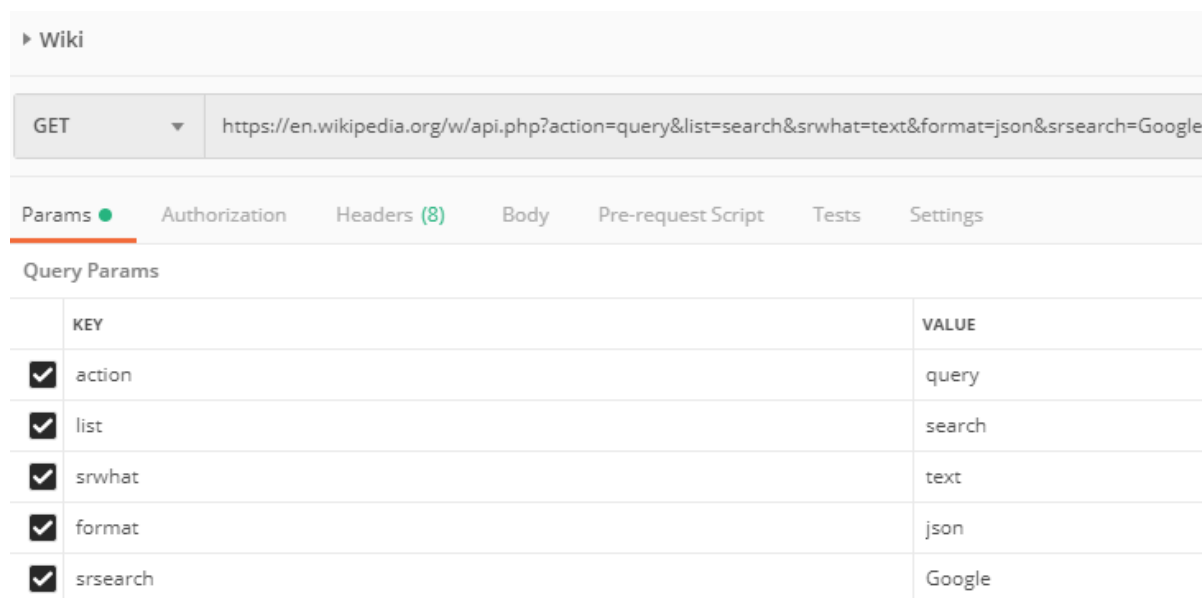 Wiki
GET https://en.wikipedia.org/w/api.php?action=query&list=search&srwhat=text&format=json&srsearch=Google
Params Authorization Headers (8) Body Pre-request Script Tests Settings
Query Params
KEY VALUE
action query
list search
srwhat text
format json
srsearch Google